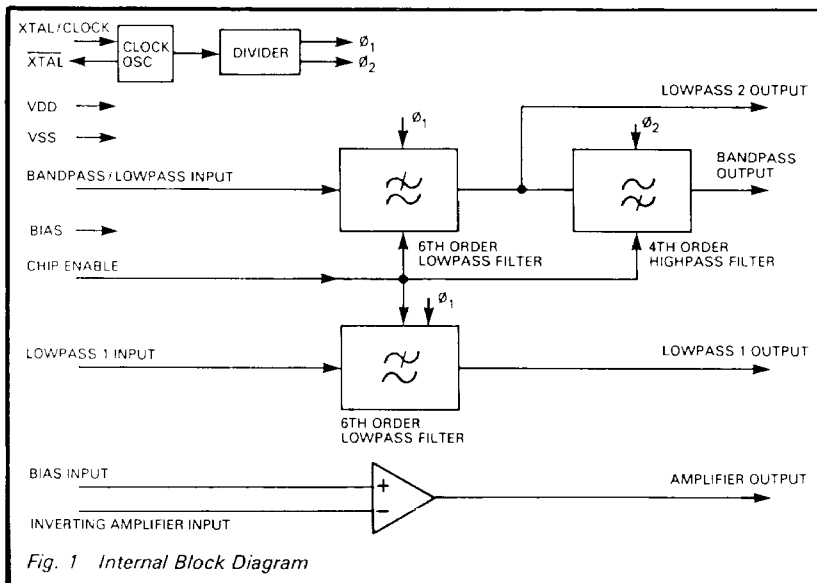 XTAL/CLOCK
XTAL
CLOCK
OSC
DIVIDER
Ø1
Ø2
LOWPASS 2 OUTPUT
VDD
VSS
Ø1
Ø2
BANDPASS/LOWPASS INPUT
BANDPASS
OUTPUT
BIAS
6TH ORDER
LOWPASS FILTER
4TH ORDER
HIGHPASS FILTER
CHIP ENABLE
Ø1
LOWPASS 1 INPUT
LOWPASS 1 OUTPUT
6TH ORDER
LOWPASS FILTER
BIAS INPUT
+
−
AMPLIFIER OUTPUT
INVERTING AMPLIFIER INPUT
Fig. 1 Internal Block Diagram